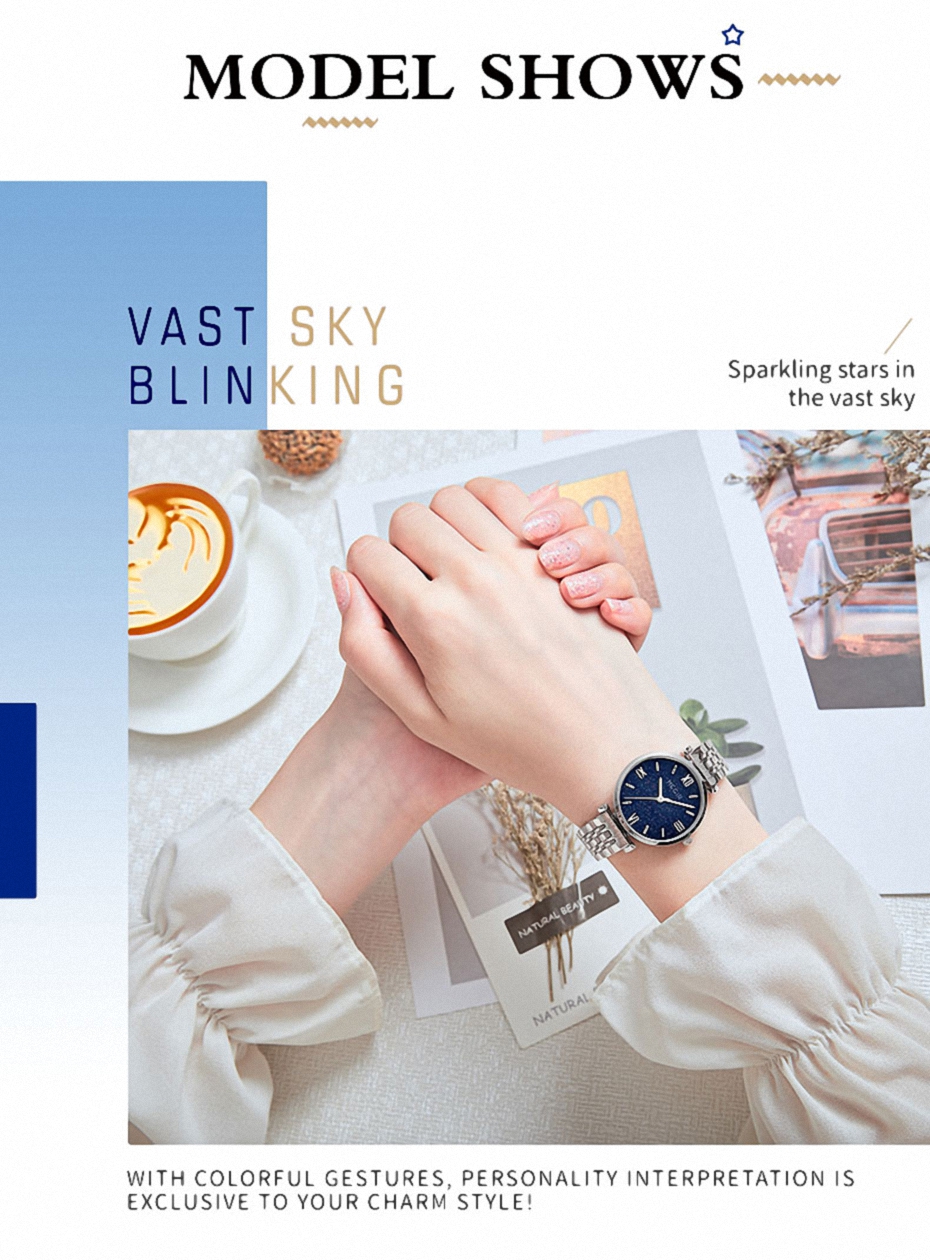 MODEL SHOWS
VAST SKY
BLINKING
Sparkling stars in
the vast sky
NATURAL BEAUTY
NATURAL
WITH COLORFUL GESTURES, PERSONALITY INTERPRETATION IS
EXCLUSIVE TO YOUR CHARM STYLE!